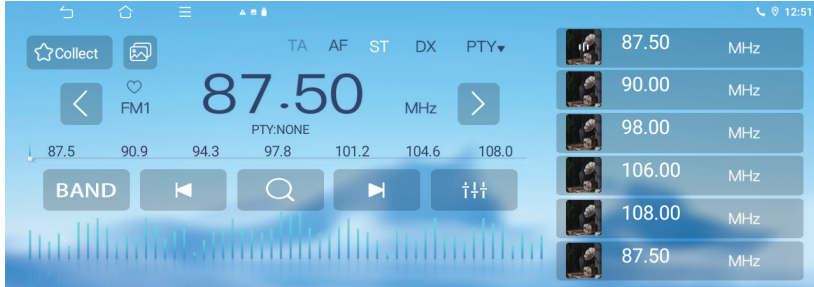 12:51
Collect
TA AF ST DX PTY
FM1
87.50
MHz
PTY:NONE
87.5 90.9 94.3 97.8 101.2 104.6 108.0
BAND
87.50 MHz
90.00 MHz
98.00 MHz
106.00 MHz
108.00 MHz
87.50 MHz